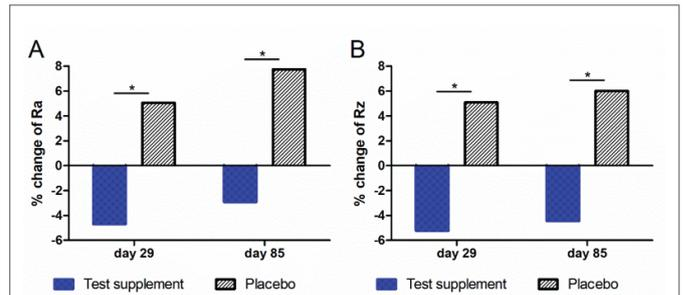 A
B
% change of Ra
8
6
4
2
0
-2
-4
-6
*
*
day 29
day 85
Test supplement
Placebo
% change of Rz
8
6
4
2
0
-2
-4
-6
*
*
day 29
day 85
Test supplement
Placebo